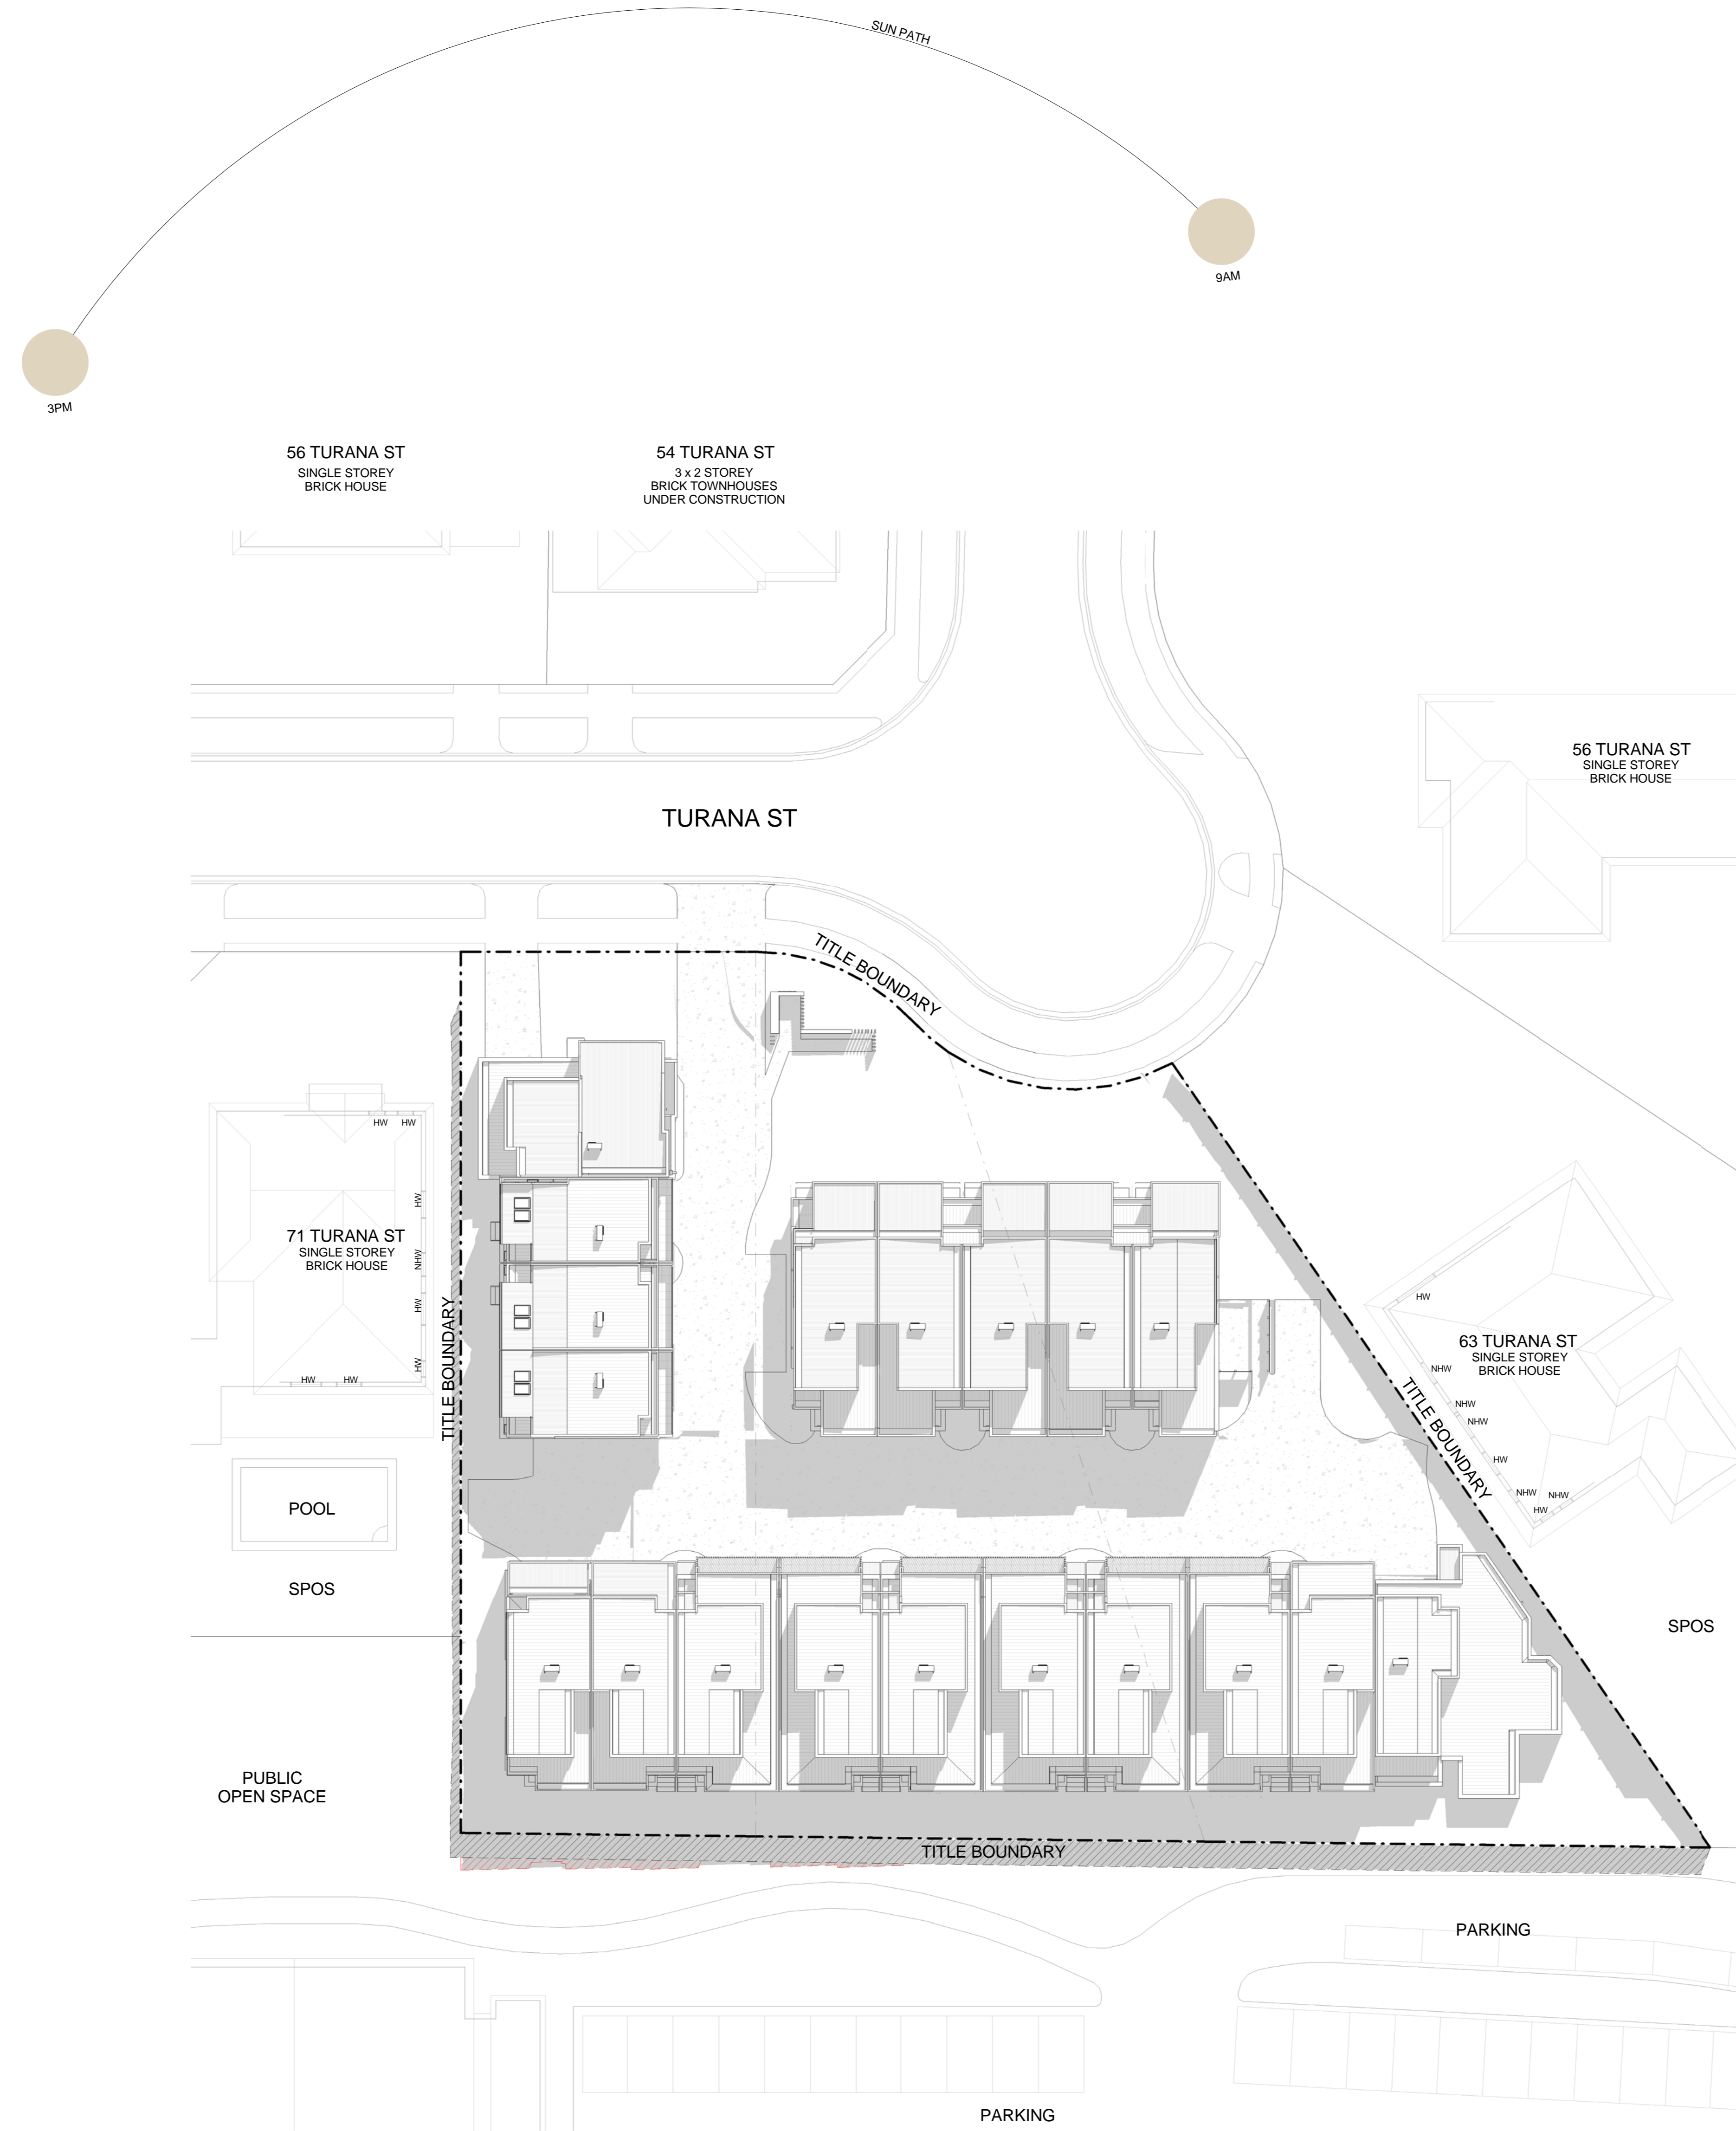 SUN PATH
9AM
3PM
56 TURANA ST
SINGLE STOREY
BRICK HOUSE
54 TURANA ST
3 x 2 STOREY
BRICK TOWNHOUSES
UNDER CONSTRUCTION
56 TURANA ST
SINGLE STOREY
BRICK HOUSE
TURANA ST
TITLE BOUNDARY
HW
HW
HW
NHW
HW
HW
HW
HW
71 TURANA ST
SINGLE STOREY
BRICK HOUSE
TITLE BOUNDARY
HW
63 TURANA ST
SINGLE STOREY
BRICK HOUSE
NHW
NHW
NHW
HW
NHW
NHW
HW
TITLE BOUNDARY
POOL
SPOS
SPOS
PUBLIC
OPEN SPACE
TITLE BOUNDARY
PARKING
PARKING